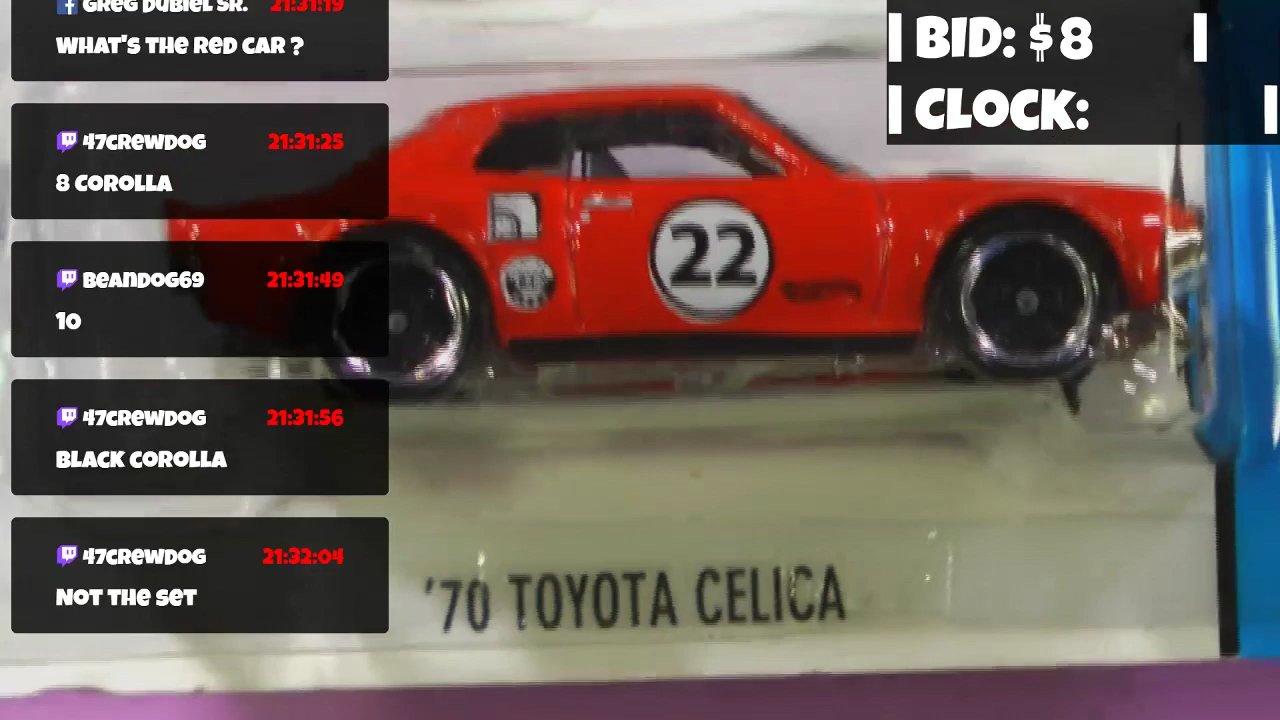 GREG DUBIEL SR. 21:31:19
WHAT'S THE RED CAR ?
47CREWDOG 21:31:25
8 COROLLA
BEANDOG69 21:31:49
10
47CREWDOG 21:31:56
BLACK COROLLA
47CREWDOG 21:32:04
NOT THE SET
| BID: $8 |
| CLOCK: |
22
'70 TOYOTA CELICA